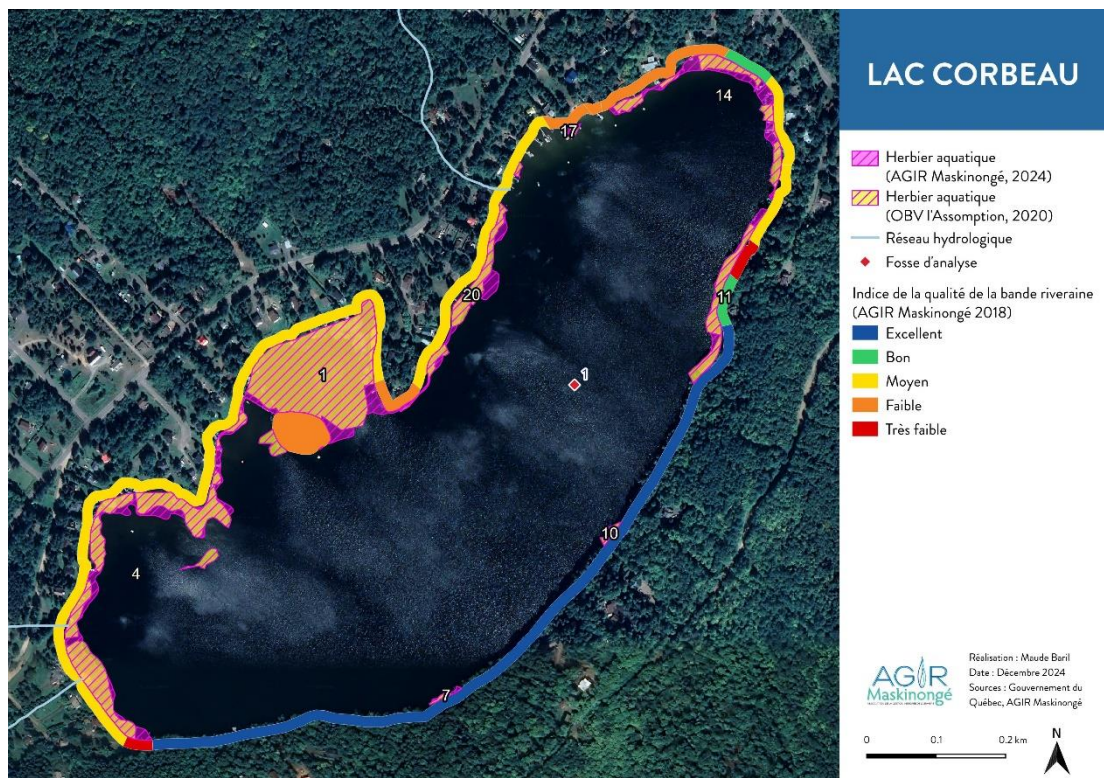 LAC CORBEAU
Herbier aquatique
(AGIR Maskinongé, 2024)
Herbier aquatique
(OBV l'Assomption, 2020)
Réseau hydrologique
Fosse d'analyse
Indice de la qualité de la bande riveraine
(AGIR Maskinongé 2018)
Excellent
Bon
Moyen
Faible
Très faible
14
17
11
20
1
1
10
4
7
AGIR
Maskinongé
Réalisation : Maude Baril
Date : Décembre 2024
Sources : Gouvernement du
Québec, AGIR Maskinongé
0 0.1 0.2 km
N